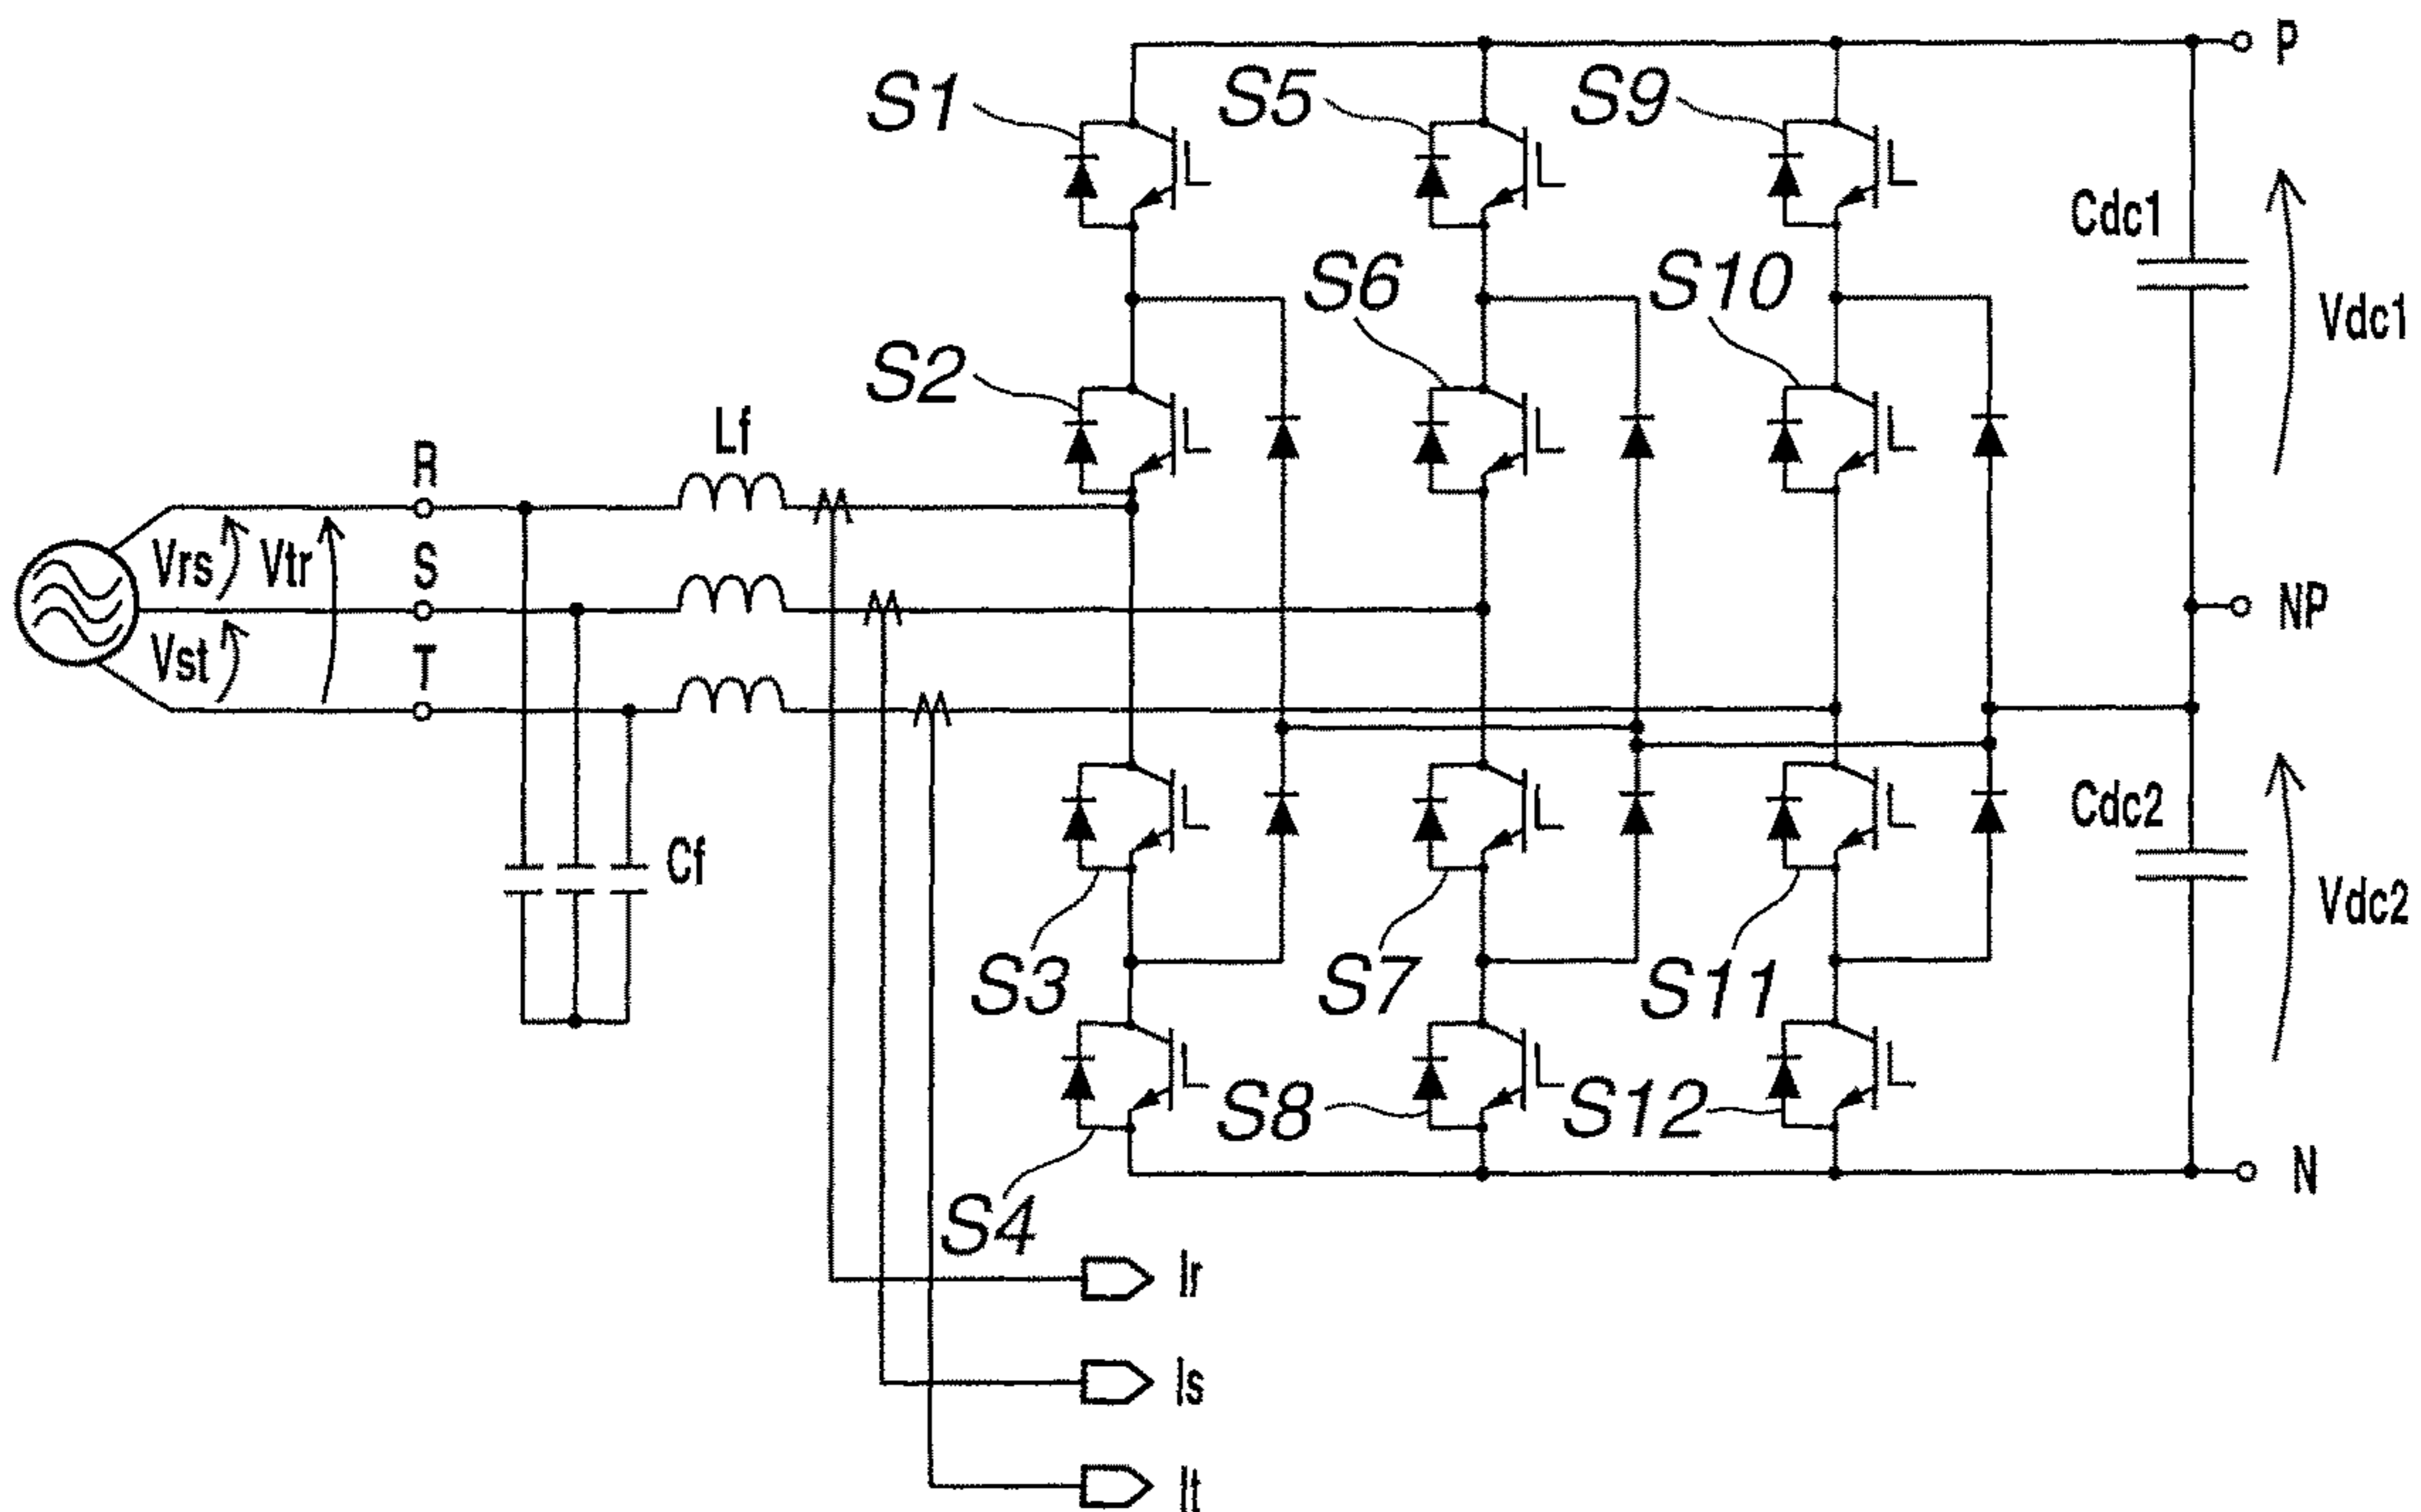 P
S1
S5
S9
Cdc1
Vdc1
S6
S10
S2
Lf
R
Vrs
Vtr
S
NP
Vst
T
Cdc2
Cf
Vdc2
S3
S7
S11
S8
S12
N
S4
Ir
Is
It